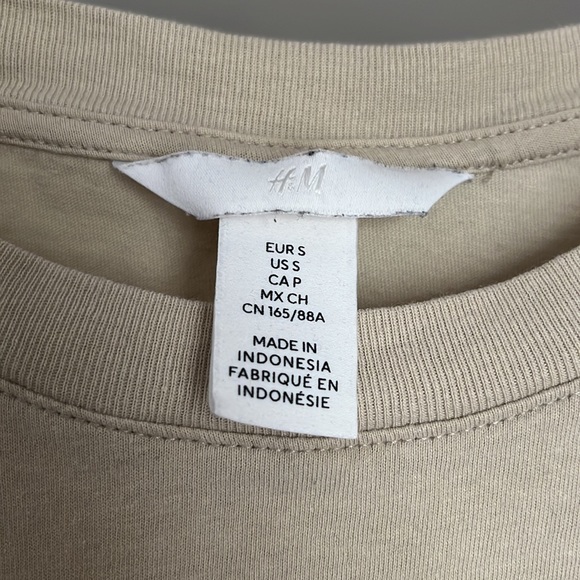 H&M
EUR S
US S
CA P
MX CH
CN 165/88A
MADE IN
INDONESIA
FABRIQUÉ EN
INDONÉSIE